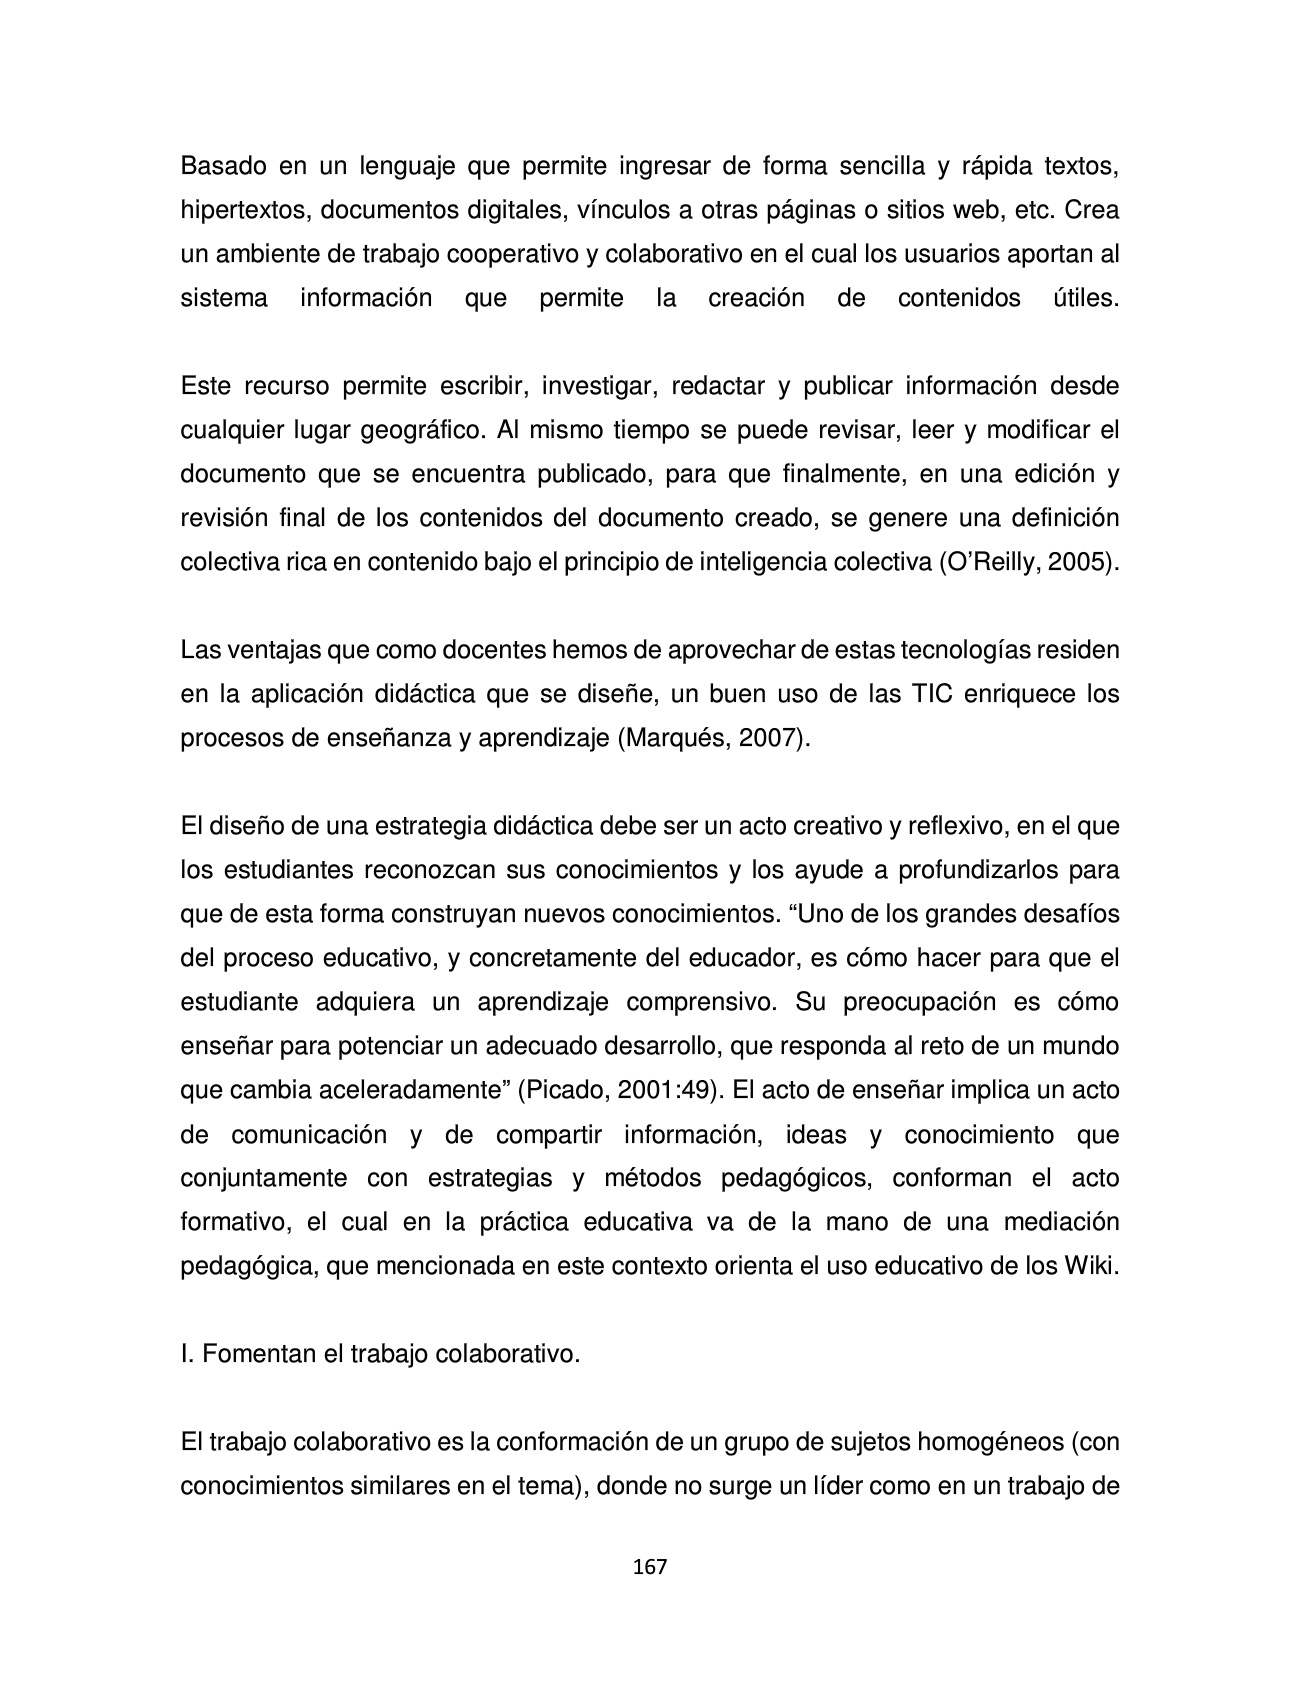 Basado en un lenguaje que permite ingresar de forma sencilla y rápida textos,
hipertextos, documentos digitales, vínculos a otras páginas o sitios web, etc. Crea
un ambiente de trabajo cooperativo y colaborativo en el cual los usuarios aportan al
sistema información que permite la creación de contenidos útiles.
Este recurso permite escribir, investigar, redactar y publicar información desde
cualquier lugar geográfico. Al mismo tiempo se puede revisar, leer y modificar el
documento que se encuentra publicado, para que finalmente, en una edición y
revisión final de los contenidos del documento creado, se genere una definición
colectiva rica en contenido bajo el principio de inteligencia colectiva (O’Reilly, 2005).
Las ventajas que como docentes hemos de aprovechar de estas tecnologías residen
en la aplicación didáctica que se diseñe, un buen uso de las TIC enriquece los
procesos de enseñanza y aprendizaje (Marqués, 2007).
El diseño de una estrategia didáctica debe ser un acto creativo y reflexivo, en el que
los estudiantes reconozcan sus conocimientos y los ayude a profundizarlos para
que de esta forma construyan nuevos conocimientos. “Uno de los grandes desafíos
del proceso educativo, y concretamente del educador, es cómo hacer para que el
estudiante adquiera un aprendizaje comprensivo. Su preocupación es cómo
enseñar para potenciar un adecuado desarrollo, que responda al reto de un mundo
que cambia aceleradamente” (Picado, 2001:49). El acto de enseñar implica un acto
de comunicación y de compartir información, ideas y conocimiento que
conjuntamente con estrategias y métodos pedagógicos, conforman el acto
formativo, el cual en la práctica educativa va de la mano de una mediación
pedagógica, que mencionada en este contexto orienta el uso educativo de los Wiki.
I. Fomentan el trabajo colaborativo.
El trabajo colaborativo es la conformación de un grupo de sujetos homogéneos (con
conocimientos similares en el tema), donde no surge un líder como en un trabajo de
167